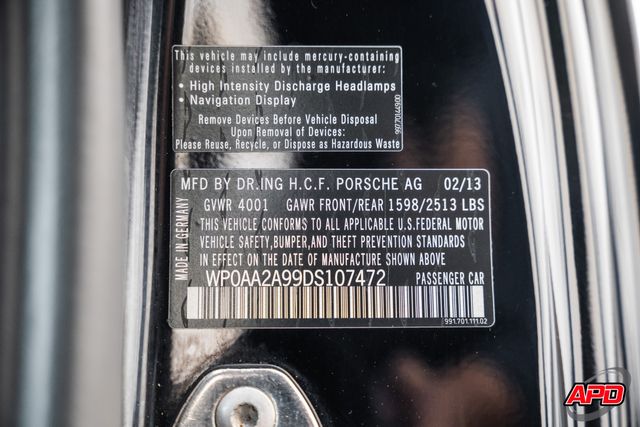 This vehicle may include mercury-containing
devices installed by the manufacturer:
• High Intensity Discharge Headlamps
• Navigation Display
Remove Devices Before Vehicle Disposal
Upon Removal of Devices:
Please Reuse, Recycle, or Dispose as Hazardous Waste
MFD BY DR.ING H.C.F. PORSCHE AG 02/13
GVWR 4001 GAWR FRONT/REAR 1598/2513 LBS
THIS VEHICLE CONFORMS TO ALL APPLICABLE U.S.FEDERAL MOTOR
VEHICLE SAFETY,BUMPER,AND THEFT PREVENTION STANDARDS
IN EFFECT ON THE DATE OF MANUFACTURE SHOWN ABOVE
WP0AA2A99DS107472 PASSENGER CAR
MADE IN GERMANY
991.701.111.02
APD